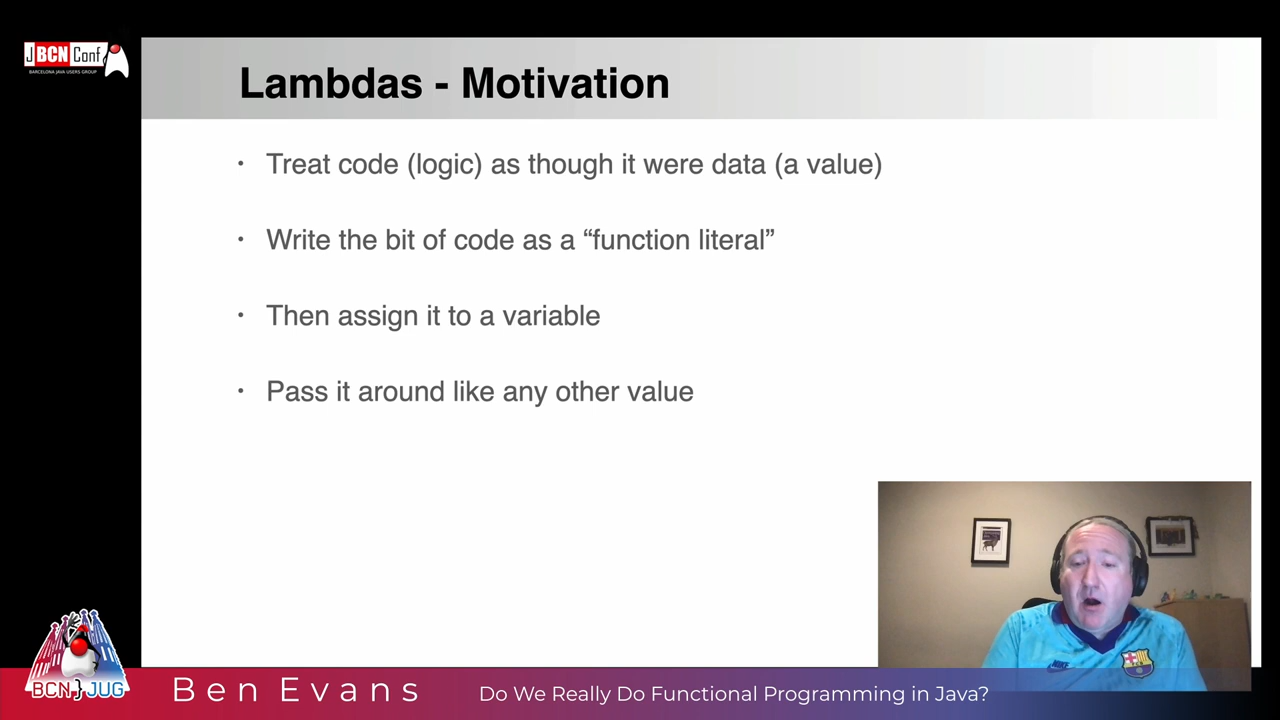 JBCNConf
BARCELONA JAVA USERS GROUP
Lambdas - Motivation
• Treat code (logic) as though it were data (a value)
• Write the bit of code as a “function literal”
• Then assign it to a variable
• Pass it around like any other value
BCN JUG
Ben Evans
Do We Really Do Functional Programming in Java?